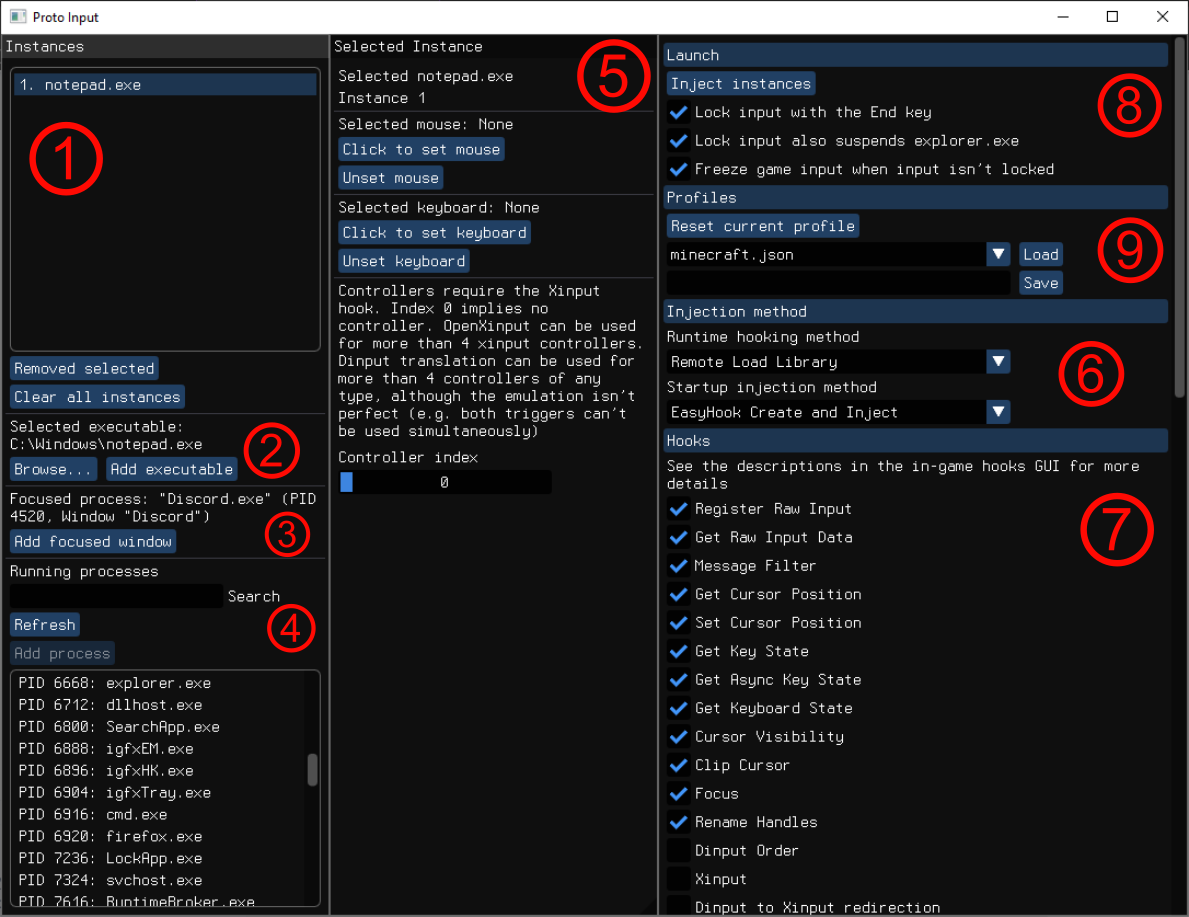 Proto Input
Instances
1. notepad.exe
1
Removed selected
Clear all instances
Selected executable:
C:\Windows\notepad.exe
Browse... Add executable
2
Focused process: "Discord.exe" (PID
4520, Window "Discord")
Add focused window
3
Running processes
Search
Refresh
4
Add process
PID 6668: explorer.exe
PID 6712: dllhost.exe
PID 6800: SearchApp.exe
PID 6888: igfxEM.exe
PID 6896: igfxHK.exe
PID 6904: igfxTray.exe
PID 6916: cmd.exe
PID 6920: firefox.exe
PID 7236: LockApp.exe
PID 7324: svchost.exe
PID 7616: RuntimeBroker.exe
Selected Instance
Selected notepad.exe
5
Instance 1
Selected mouse: None
Click to set mouse
Unset mouse
Selected keyboard: None
Click to set keyboard
Unset keyboard
Controllers require the Xinput
hook. Index 0 implies no
controller. OpenXinput can be used
for more than 4 xinput controllers.
Dinput translation can be used for
more than 4 controllers of any
type, although the emulation isn't
perfect (e.g. both triggers can't
be used simultaneously)
Controller index
0
Launch
Inject instances
8
Lock input with the End key
Lock input also suspends explorer.exe
Freeze game input when input isn't locked
Profiles
Reset current profile
9
minecraft.json Load
Save
Injection method
Runtime hooking method
Remote Load Library
6
Startup injection method
EasyHook Create and Inject
Hooks
See the descriptions in the in-game hooks GUI for more
details
Register Raw Input
7
Get Raw Input Data
Message Filter
Get Cursor Position
Set Cursor Position
Get Key State
Get Async Key State
Get Keyboard State
Cursor Visibility
Clip Cursor
Focus
Rename Handles
Dinput Order
Xinput
Dinput to Xinput redirection